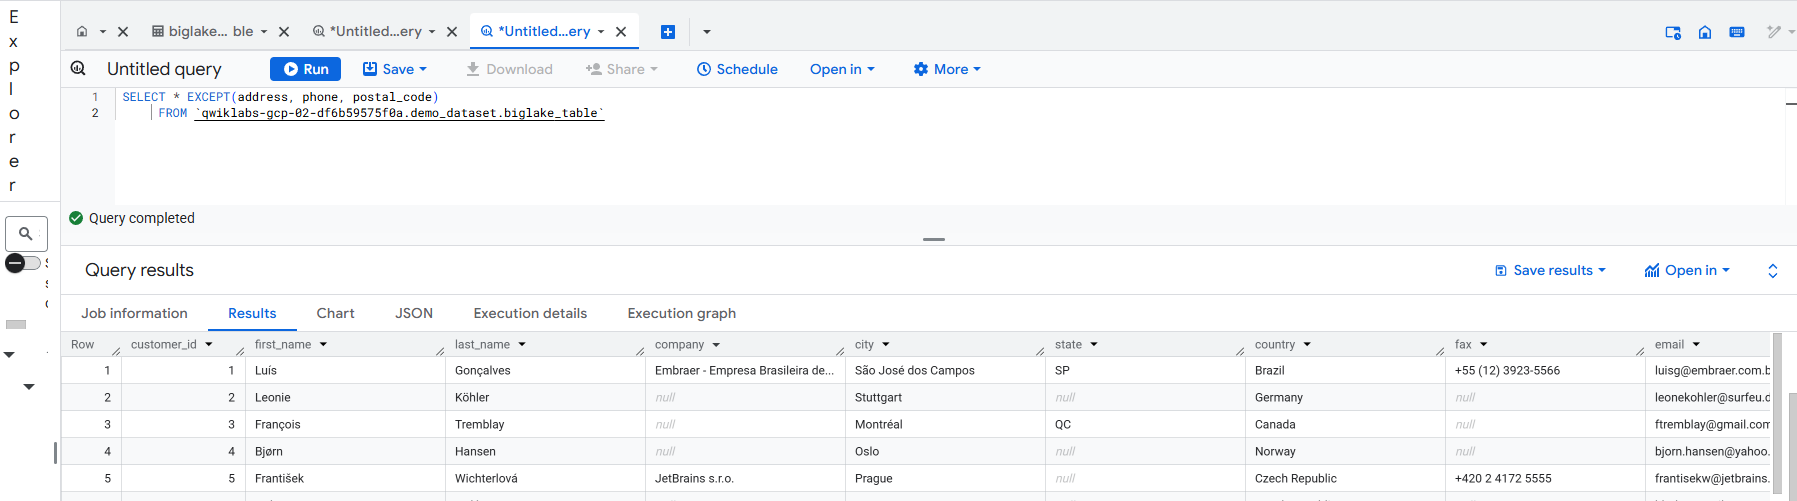 Explorer
biglake... ble
*Untitled...ery
*Untitled...ery
Untitled query
Run
Save
Download
Share
Schedule
Open in
More
1 SELECT * EXCEPT(address, phone, postal_code)
2 FROM `qwiklabs-gcp-02-df6b59575f0a.demo_dataset.biglake_table`
Query completed
Query results
Save results
Open in
Job information Results Chart JSON Execution details Execution graph
Row customer_id first_name last_name company city state country fax email
1 1 Luís Gonçalves Embraer - Empresa Brasileira de... São José dos Campos SP Brazil +55 (12) 3923-5566 luisg@embraer.com.b
2 2 Leonie Köhler null Stuttgart null Germany null leonekohler@surfeu.d
3 3 François Tremblay null Montréal QC Canada null ftremblay@gmail.com
4 4 Bjørn Hansen null Oslo null Norway null bjorn.hansen@yahoo.
5 5 František Wichterlová JetBrains s.r.o. Prague null Czech Republic +420 2 4172 5555 frantisekw@jetbrains.